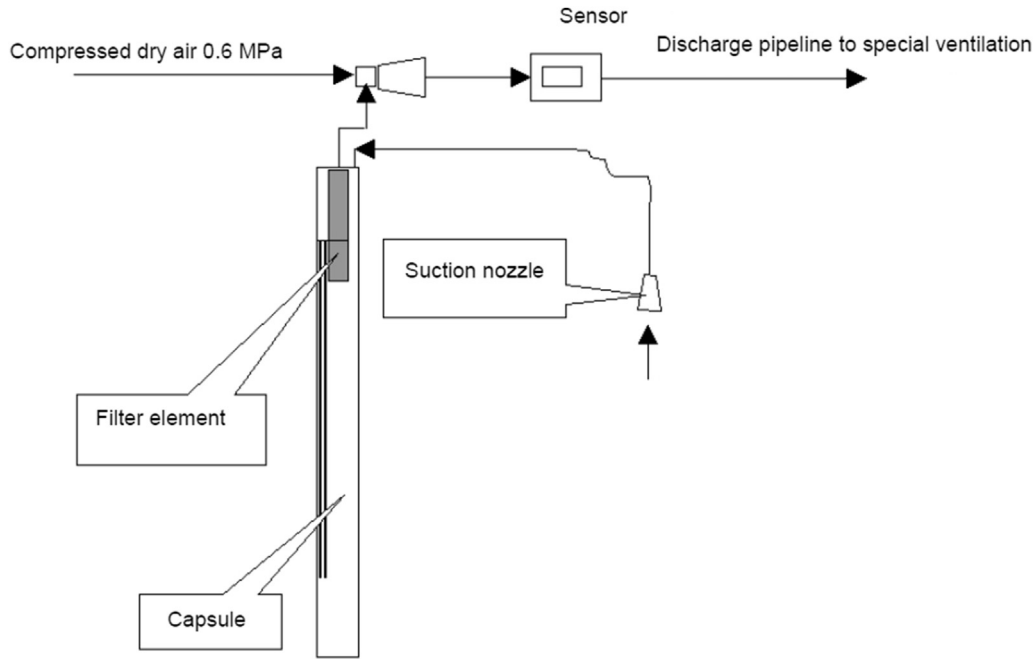 Sensor
Compressed dry air 0.6 MPa
Discharge pipeline to special ventilation
Suction nozzle
Filter element
Capsule